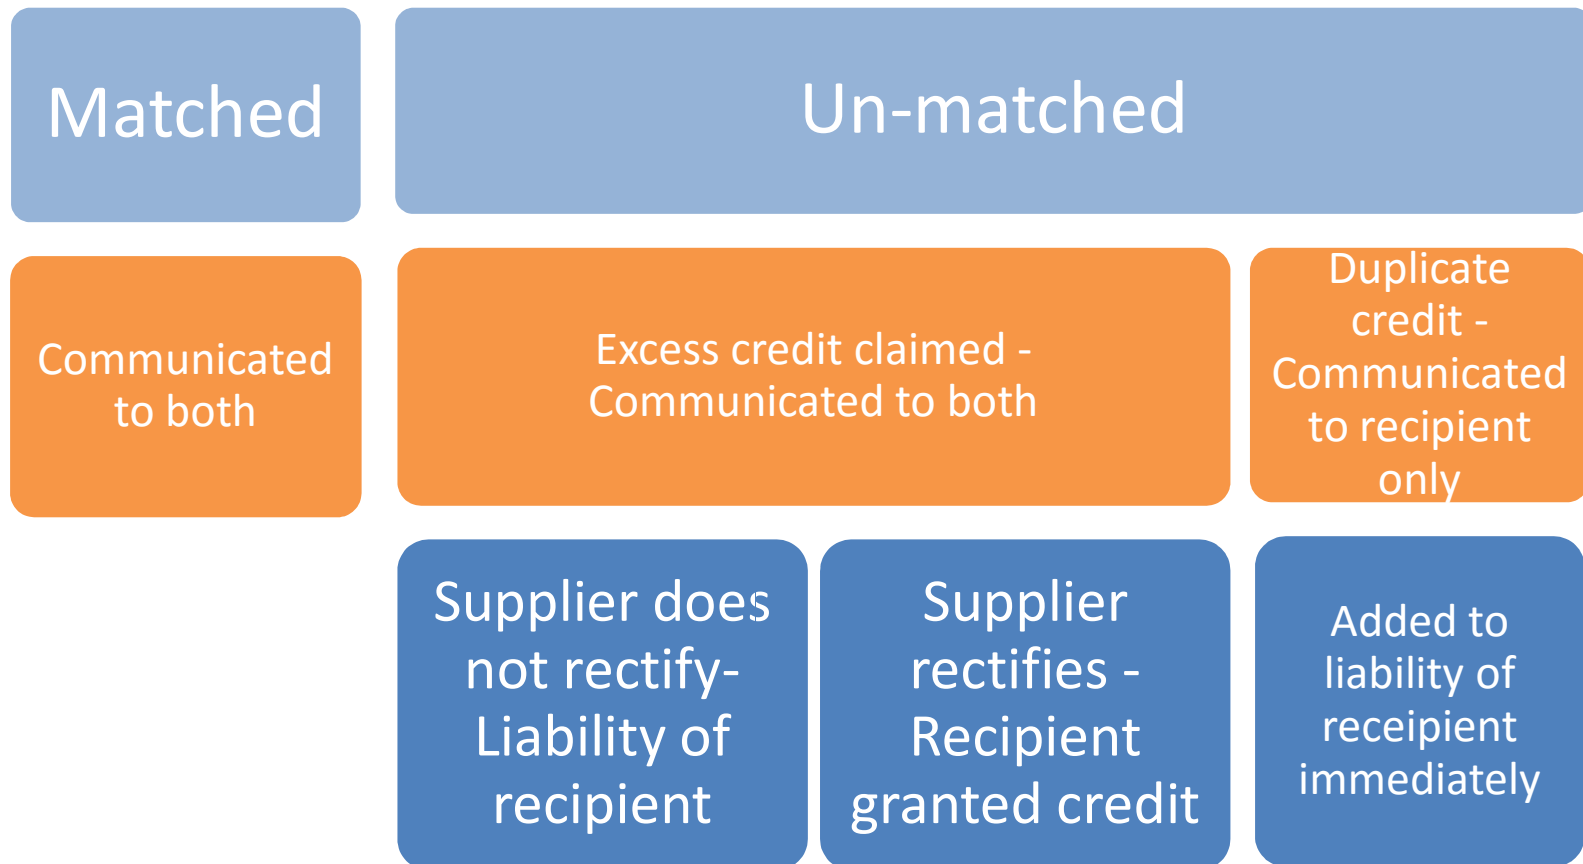 Matched
Un-matched
Communicated
to both
Excess credit claimed -
Communicated to both
Duplicate
credit -
Communicated
to recipient
only
Supplier does
not rectify-
Liability of
recipient
Supplier
rectifies -
Recipient
granted credit
Added to
liability of
receipient
immediately